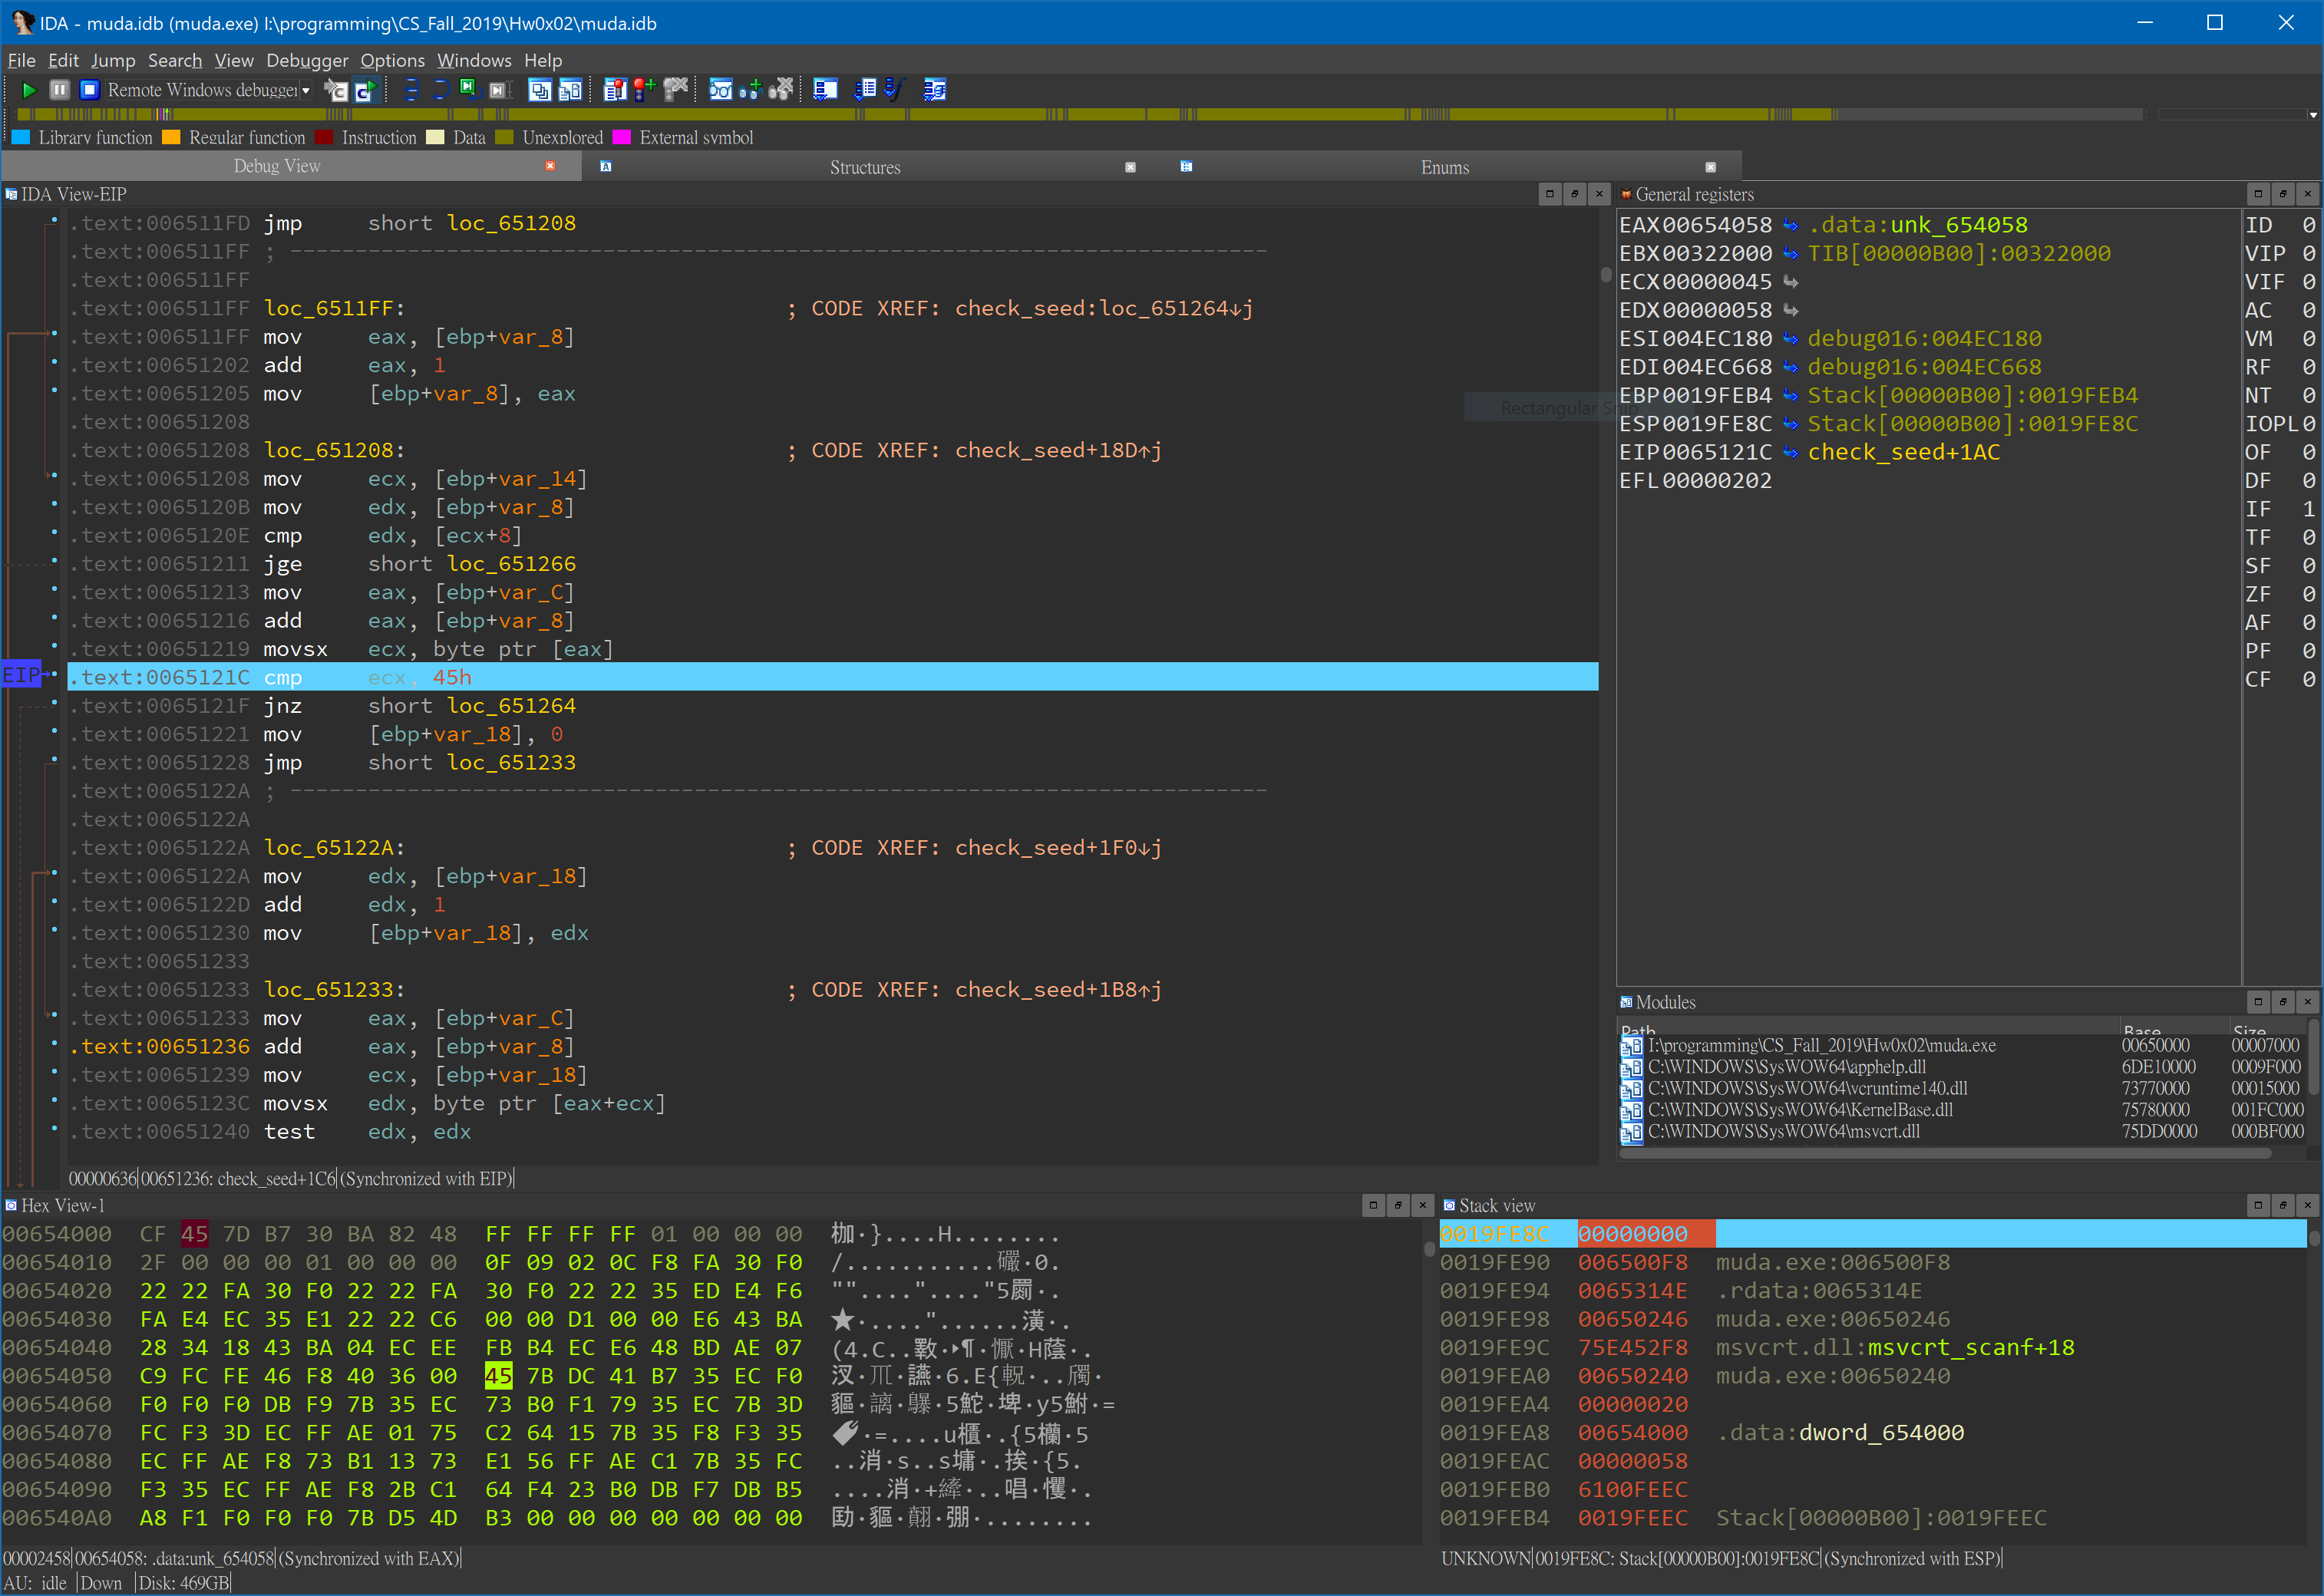 IDA - muda.idb (muda.exe) I:\programming\CS_Fall_2019\Hw0x02\muda.idb
File Edit Jump Search View Debugger Options Windows Help
Remote Windows debugger
Library function Regular function Instruction Data Unexplored External symbol
Debug View Structures Enums
IDA View-EIP
.text:006511FD jmp short loc_651208
.text:006511FF ; ---------------------------------------------------------------------------
.text:006511FF
.text:006511FF loc_6511FF: ; CODE XREF: check_seed:loc_651264↓j
.text:006511FF mov eax, [ebp+var_8]
.text:00651202 add eax, 1
.text:00651205 mov [ebp+var_8], eax
.text:00651208
.text:00651208 loc_651208: ; CODE XREF: check_seed+18D↑j
.text:00651208 mov ecx, [ebp+var_14]
.text:0065120B mov edx, [ebp+var_8]
.text:0065120E cmp edx, [ecx+8]
.text:00651211 jge short loc_651266
.text:00651213 mov eax, [ebp+var_C]
.text:00651216 add eax, [ebp+var_8]
.text:00651219 movsx ecx, byte ptr [eax]
EIP .text:0065121C cmp ecx, 45h
.text:0065121F jnz short loc_651264
.text:00651221 mov [ebp+var_18], 0
.text:00651228 jmp short loc_651233
.text:0065122A ; ---------------------------------------------------------------------------
.text:0065122A
.text:0065122A loc_65122A: ; CODE XREF: check_seed+1F0↓j
.text:0065122A mov edx, [ebp+var_18]
.text:0065122D add edx, 1
.text:00651230 mov [ebp+var_18], edx
.text:00651233
.text:00651233 loc_651233: ; CODE XREF: check_seed+1B8↑j
.text:00651233 mov eax, [ebp+var_C]
.text:00651236 add eax, [ebp+var_8]
.text:00651239 mov ecx, [ebp+var_18]
.text:0065123C movsx edx, byte ptr [eax+ecx]
.text:00651240 test edx, edx
00000636 00651236: check_seed+1C6 (Synchronized with EIP)
General registers
EAX 00654058 .data:unk_654058
EBX 00322000 TIB[00000B00]:00322000
ECX 00000045
EDX 00000058
ESI 004EC180 debug016:004EC180
EDI 004EC668 debug016:004EC668
EBP 0019FEB4 Stack[00000B00]:0019FEB4
ESP 0019FE8C Stack[00000B00]:0019FE8C
EIP 0065121C check_seed+1AC
EFL 00000202
ID 0
VIP 0
VIF 0
AC 0
VM 0
RF 0
NT 0
IOPL 0
OF 0
DF 0
IF 1
TF 0
SF 0
ZF 0
AF 0
PF 0
CF 0
Rectangular Snip
Modules
Path Base Size
I:\programming\CS_Fall_2019\Hw0x02\muda.exe 00650000 00007000
C:\WINDOWS\SysWOW64\apphelp.dll 6DE10000 0009F000
C:\WINDOWS\SysWOW64\vcruntime140.dll 73770000 00015000
C:\WINDOWS\SysWOW64\KernelBase.dll 75780000 001FC000
C:\WINDOWS\SysWOW64\msvcrt.dll 75DD0000 000BF000
Hex View-1
00654000 CF 45 7D B7 30 BA 82 48 FF FF FF FF 01 00 00 00
00654010 2F 00 00 00 01 00 00 00 0F 09 02 0C F8 FA 30 F0
00654020 22 22 FA 30 F0 22 22 FA 30 F0 22 22 35 ED E4 F6
00654030 FA E4 EC 35 E1 22 22 C6 00 00 D1 00 00 E6 43 BA
00654040 28 34 18 43 BA 04 EC EE FB B4 EC E6 48 BD AE 07
00654050 C9 FC FE 46 F8 40 36 00 45 7B DC 41 B7 35 EC F0
00654060 F0 F0 F0 DB F9 7B 35 EC 73 B0 F1 79 35 EC 7B 3D
00654070 FC F3 3D EC FF AE 01 75 C2 64 15 7B 35 F8 F3 35
00654080 EC FF AE F8 73 B1 13 73 E1 56 FF AE C1 7B 35 FC
00654090 F3 35 EC FF AE F8 2B C1 64 F4 23 B0 DB F7 DB B5
006540A0 A8 F1 F0 F0 F0 7B D5 4D B3 00 00 00 00 00 00 00
00002458 00654058: .data:unk_654058 (Synchronized with EAX)
Stack view
0019FE8C 00000000
0019FE90 006500F8 muda.exe:006500F8
0019FE94 0065314E .rdata:0065314E
0019FE98 00650246 muda.exe:00650246
0019FE9C 75E452F8 msvcrt.dll:msvcrt_scanf+18
0019FEA0 00650240 muda.exe:00650240
0019FEA4 00000020
0019FEA8 00654000 .data:dword_654000
0019FEAC 00000058
0019FEB0 6100FEEC
0019FEB4 0019FEEC Stack[00000B00]:0019FEEC
UNKNOWN 0019FE8C: Stack[00000B00]:0019FE8C (Synchronized with ESP)
AU: idle Down Disk: 469GB